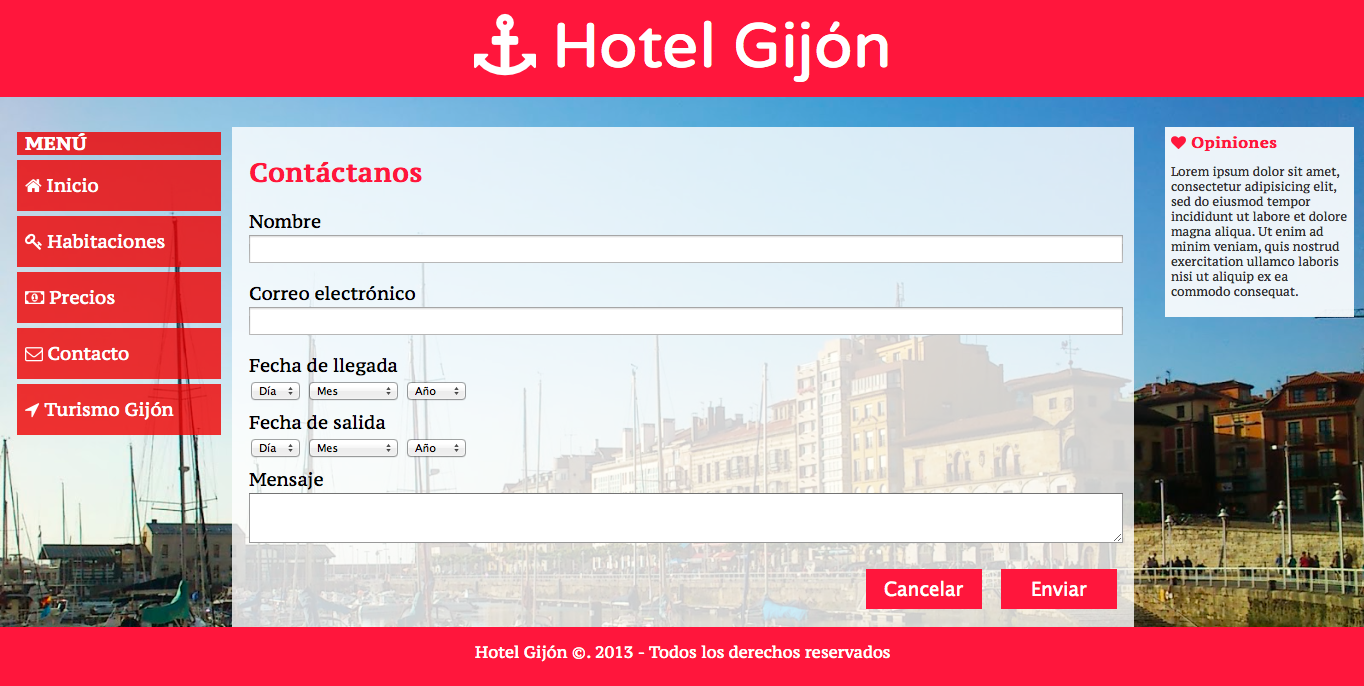 Hotel Gijón
MENÚ
Inicio
Habitaciones
Precios
Contacto
Turismo Gijón
Contáctanos
Nombre
Correo electrónico
Fecha de llegada
Día Mes Año
Fecha de salida
Día Mes Año
Mensaje
Cancelar Enviar
Opiniones
Lorem ipsum dolor sit amet,
consectetur adipisicing elit,
sed do eiusmod tempor
incididunt ut labore et dolore
magna aliqua. Ut enim ad
minim veniam, quis nostrud
exercitation ullamco laboris
nisi ut aliquip ex ea
commodo consequat.
Hotel Gijón ©. 2013 - Todos los derechos reservados